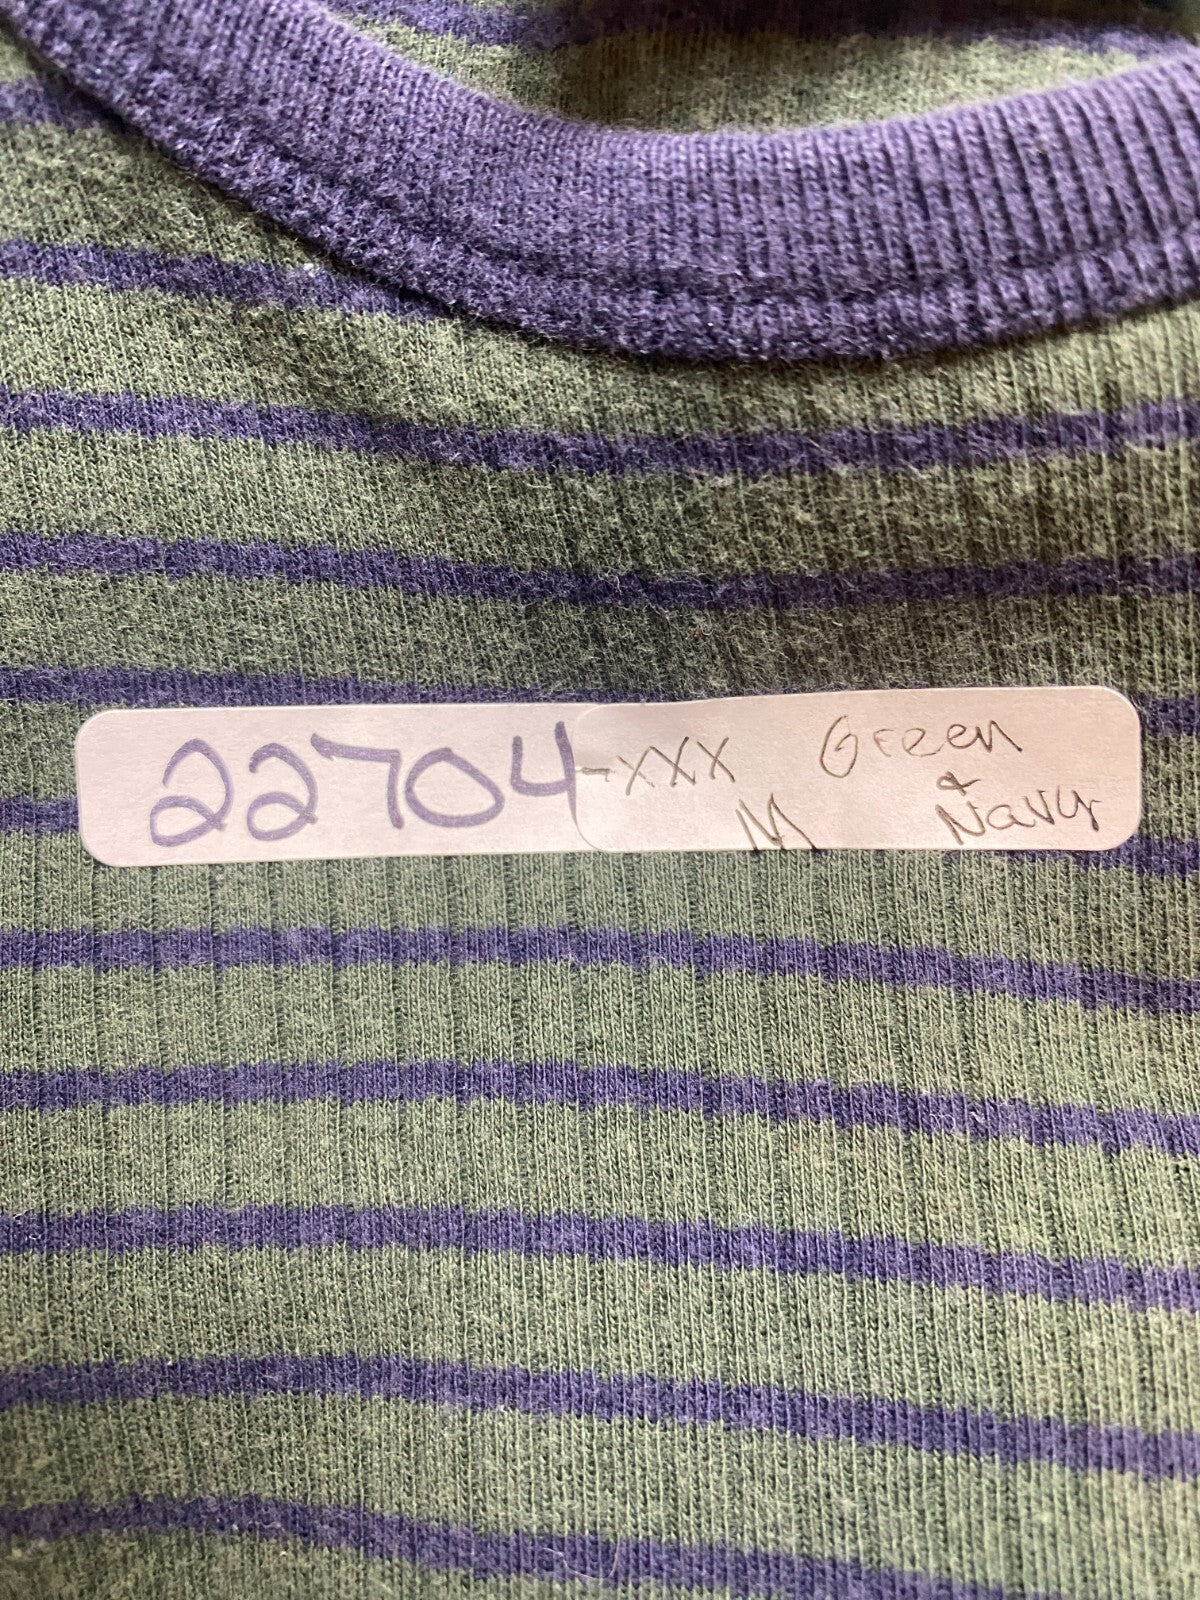 22704-XXX Green
&
M Navy